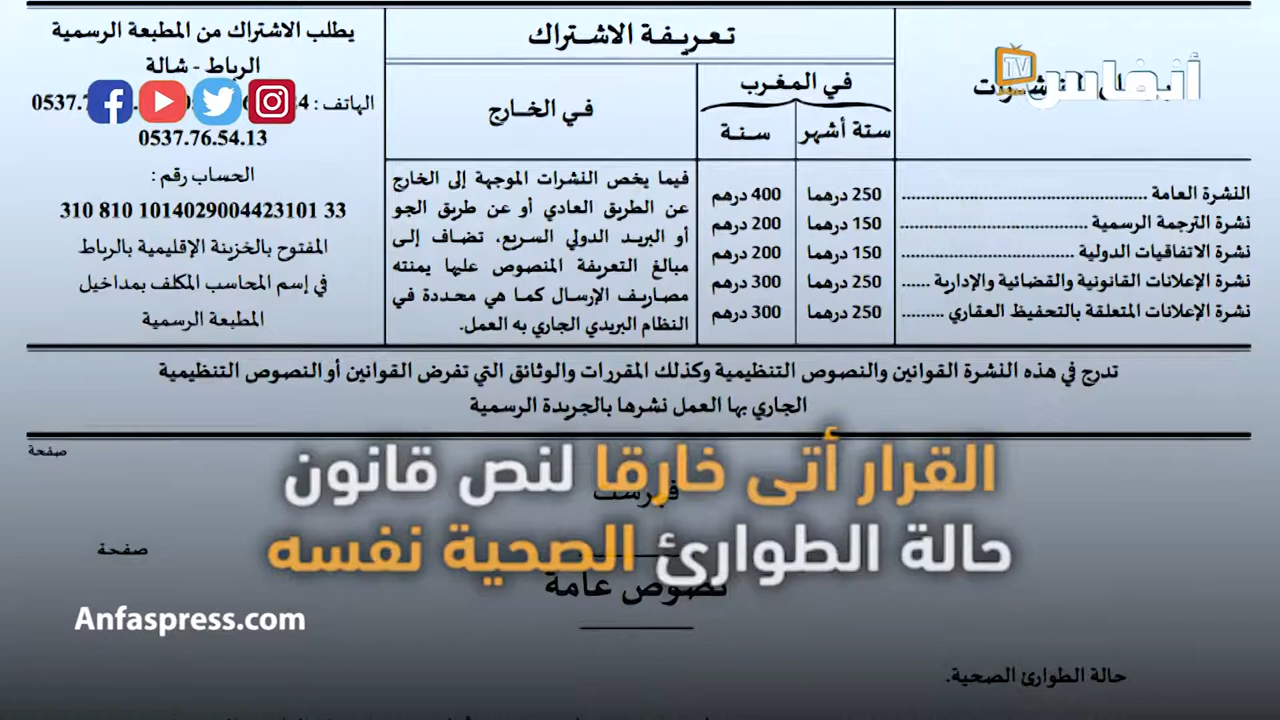 تعريفة الاشتراك
في المغرب
ستة أشهر
سنة
في الخارج
النشرة العامة 250 درهما 400 درهم
نشرة الترجمة الرسمية 150 درهما 200 درهم
نشرة الاتفاقيات الدولية 150 درهما 200 درهم
نشرة الإعلانات القانونية والقضائية والإدارية 250 درهما 300 درهم
نشرة الإعلانات المتعلقة بالتحفيظ العقاري 250 درهما 300 درهم
فيما يخص النشرات الموجهة إلى الخارج
عن الطريق العادي أو عن طريق الجو
أو البريد الدولي السريع، تضاف إلى
مبالغ التعريفة المنصوص عليها يمنته
مصاريف الإرسال كما هي محددة في
النظام البريدي الجاري به العمل.
يطلب الاشتراك من المطبعة الرسمية
الرباط - شالة
الهاتف :
0537.76.54.13
الحساب رقم :
310 810 1014029004423101 33
المفتوح بالخزينة الإقليمية بالرباط
في إسم المحاسب المكلف بمداخيل
المطبعة الرسمية
أنفاس
TV
تدرج في هذه النشرة القوانين والنصوص التنظيمية وكذلك المقررات والوثائق التي تفرض القوانين أو النصوص التنظيمية
الجاري بها العمل نشرها بالجريدة الرسمية
صفحة
القرار أتى خارقا لنص قانون
حالة الطوارئ الصحية نفسه
صفحة
نصوص عامة
Anfaspress.com
حالة الطوارئ الصحية.